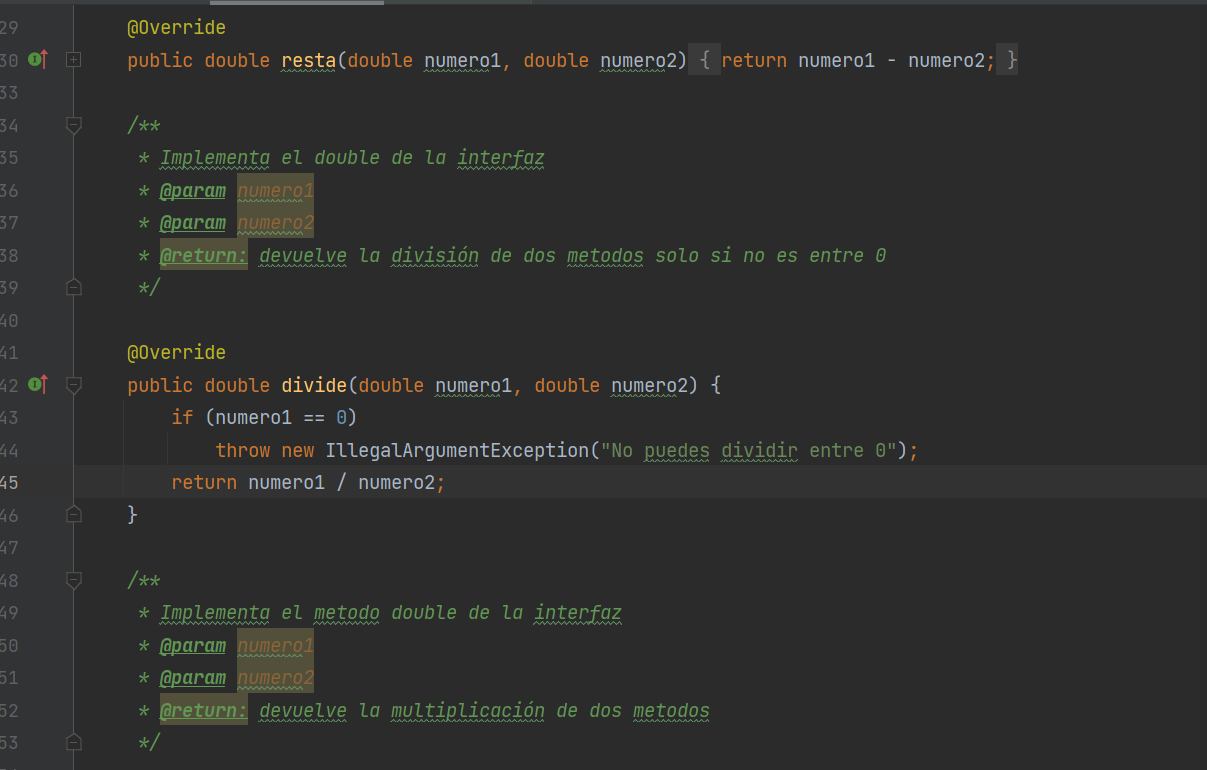 29 @Override
30 public double resta(double numero1, double numero2) { return numero1 - numero2; }
33
34 /**
35 * Implementa el double de la interfaz
36 * @param numero1
37 * @param numero2
38 * @return: devuelve la división de dos metodos solo si no es entre 0
39 */
40
41 @Override
42 public double divide(double numero1, double numero2) {
43 if (numero1 == 0)
44 throw new IllegalArgumentException("No puedes dividir entre 0");
45 return numero1 / numero2;
46 }
47
48 /**
49 * Implementa el metodo double de la interfaz
50 * @param numero1
51 * @param numero2
52 * @return: devuelve la multiplicación de dos metodos
53 */